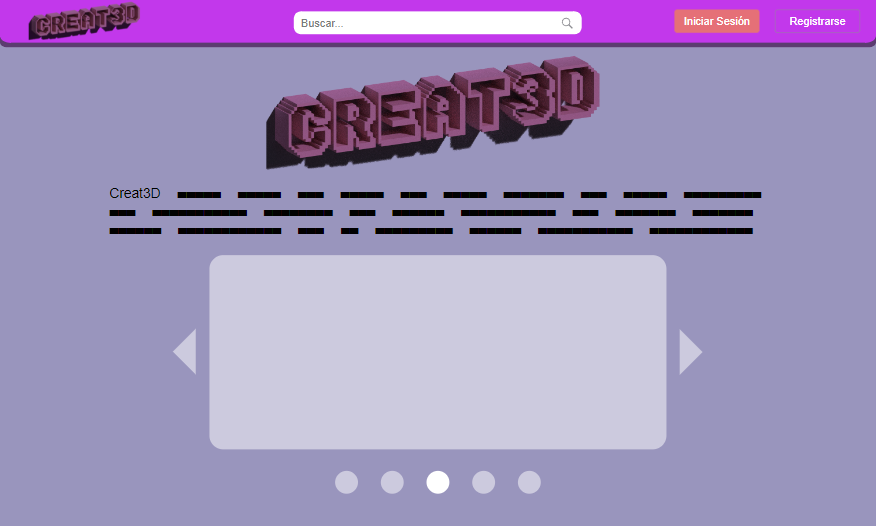 CREAT3D
Buscar...
Iniciar Sesión
Registrarse
CREAT3D
Creat3D